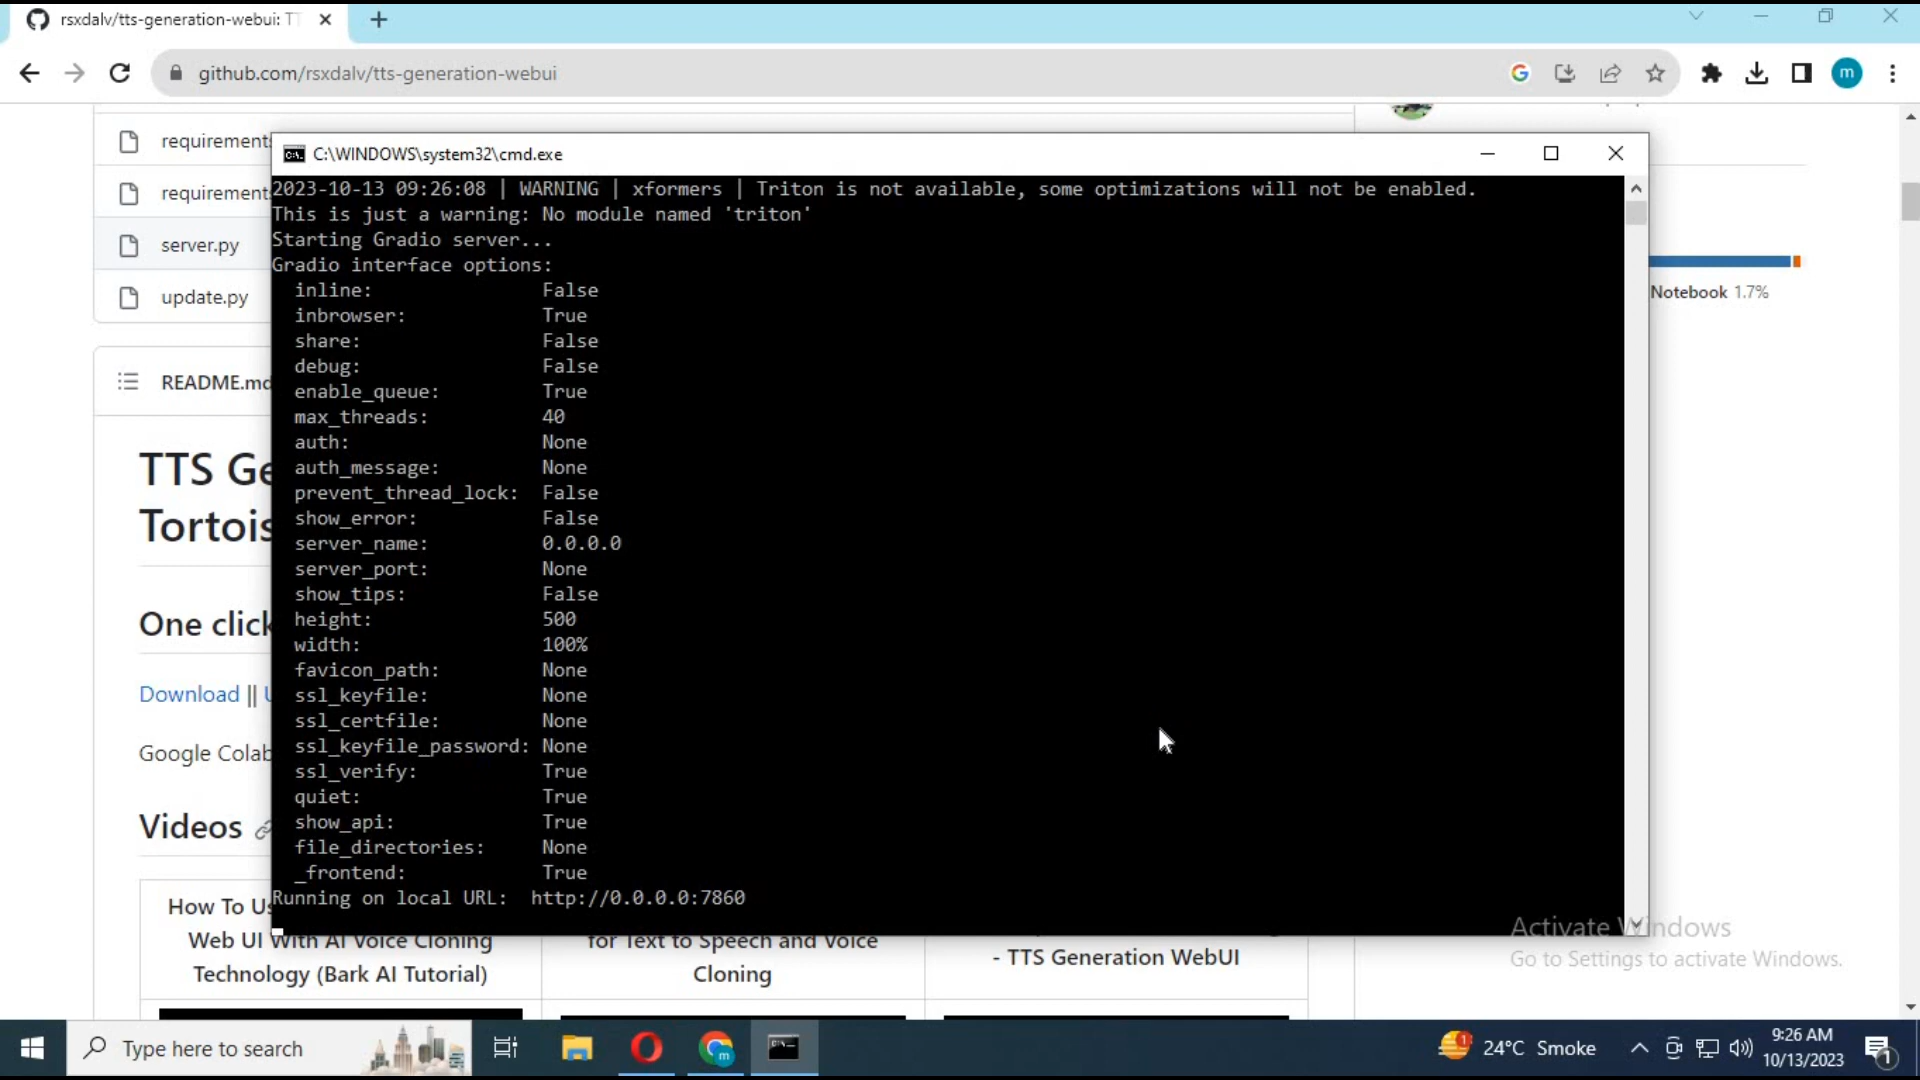 rsxdalv/tts-generation-webui: TT
github.com/rsxdalv/tts-generation-webui
m
requirements
requirements
server.py
update.py
README.md
TTS Ge
Tortois
One click
Download || U
Google Colab
Videos
How To Us
Web UI With AI Voice Cloning
Technology (Bark AI Tutorial)
for Text to Speech and Voice
Cloning
- TTS Generation WebUI
Notebook 1.7%
C:\WINDOWS\system32\cmd.exe
2023-10-13 09:26:08 | WARNING | xformers | Triton is not available, some optimizations will not be enabled.
This is just a warning: No module named 'triton'
Starting Gradio server...
Gradio interface options:
inline: False
inbrowser: True
share: False
debug: False
enable_queue: True
max_threads: 40
auth: None
auth_message: None
prevent_thread_lock: False
show_error: False
server_name: 0.0.0.0
server_port: None
show_tips: False
height: 500
width: 100%
favicon_path: None
ssl_keyfile: None
ssl_certfile: None
ssl_keyfile_password: None
ssl_verify: True
quiet: True
show_api: True
file_directories: None
_frontend: True
Running on local URL: http://0.0.0.0:7860
Activate Windows
Go to Settings to activate Windows.
Type here to search
24°C Smoke
9:26 AM
10/13/2023